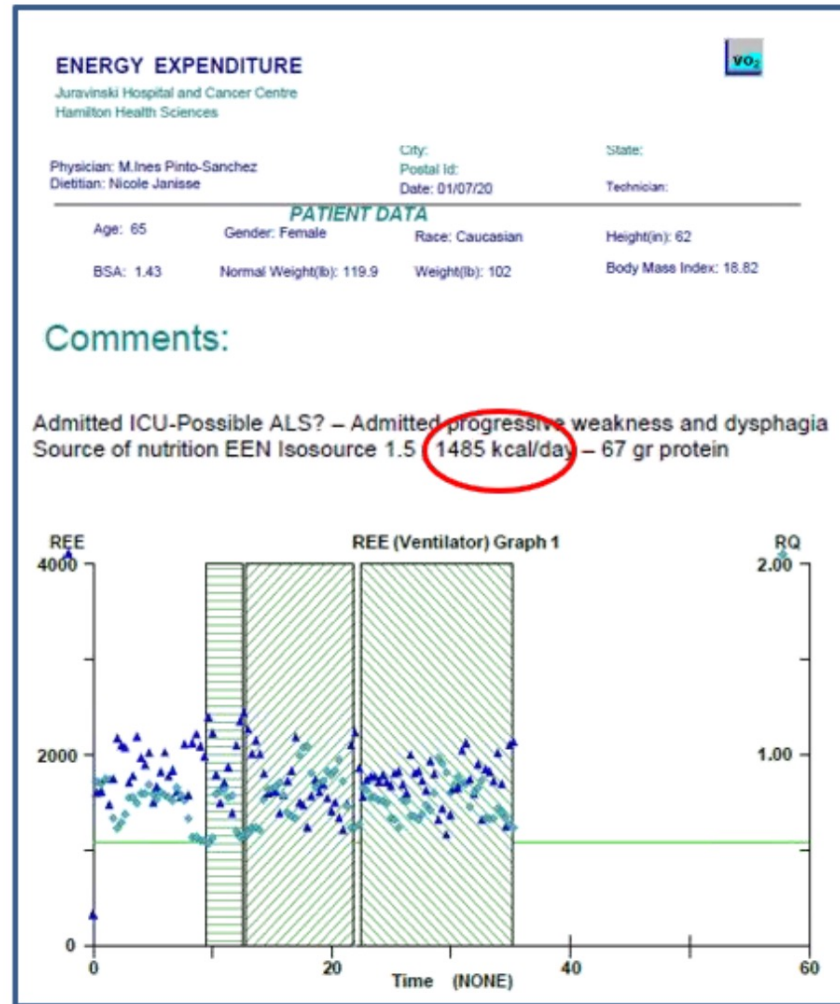 ENERGY EXPENDITURE
VO₂
Juravinski Hospital and Cancer Centre
Hamilton Health Sciences
City:
State:
Physician: M.Ines Pinto-Sanchez
Postal Id:
Dietitian: Nicole Janisse
Date: 01/07/20
Technician:
PATIENT DATA
Age: 65
Gender: Female
Race: Caucasian
Height(in): 62
BSA: 1.43
Normal Weight(lb): 119.9
Weight(lb): 102
Body Mass Index: 18.82
Comments:
Admitted ICU-Possible ALS? – Admitted progressive weakness and dysphagia
Source of nutrition EEN Isosource 1.5 1485 kcal/day – 67 gr protein
REE
REE (Ventilator) Graph 1
RQ
4000
2.00
2000
1.00
0
0
20
40
60
Time (NONE)